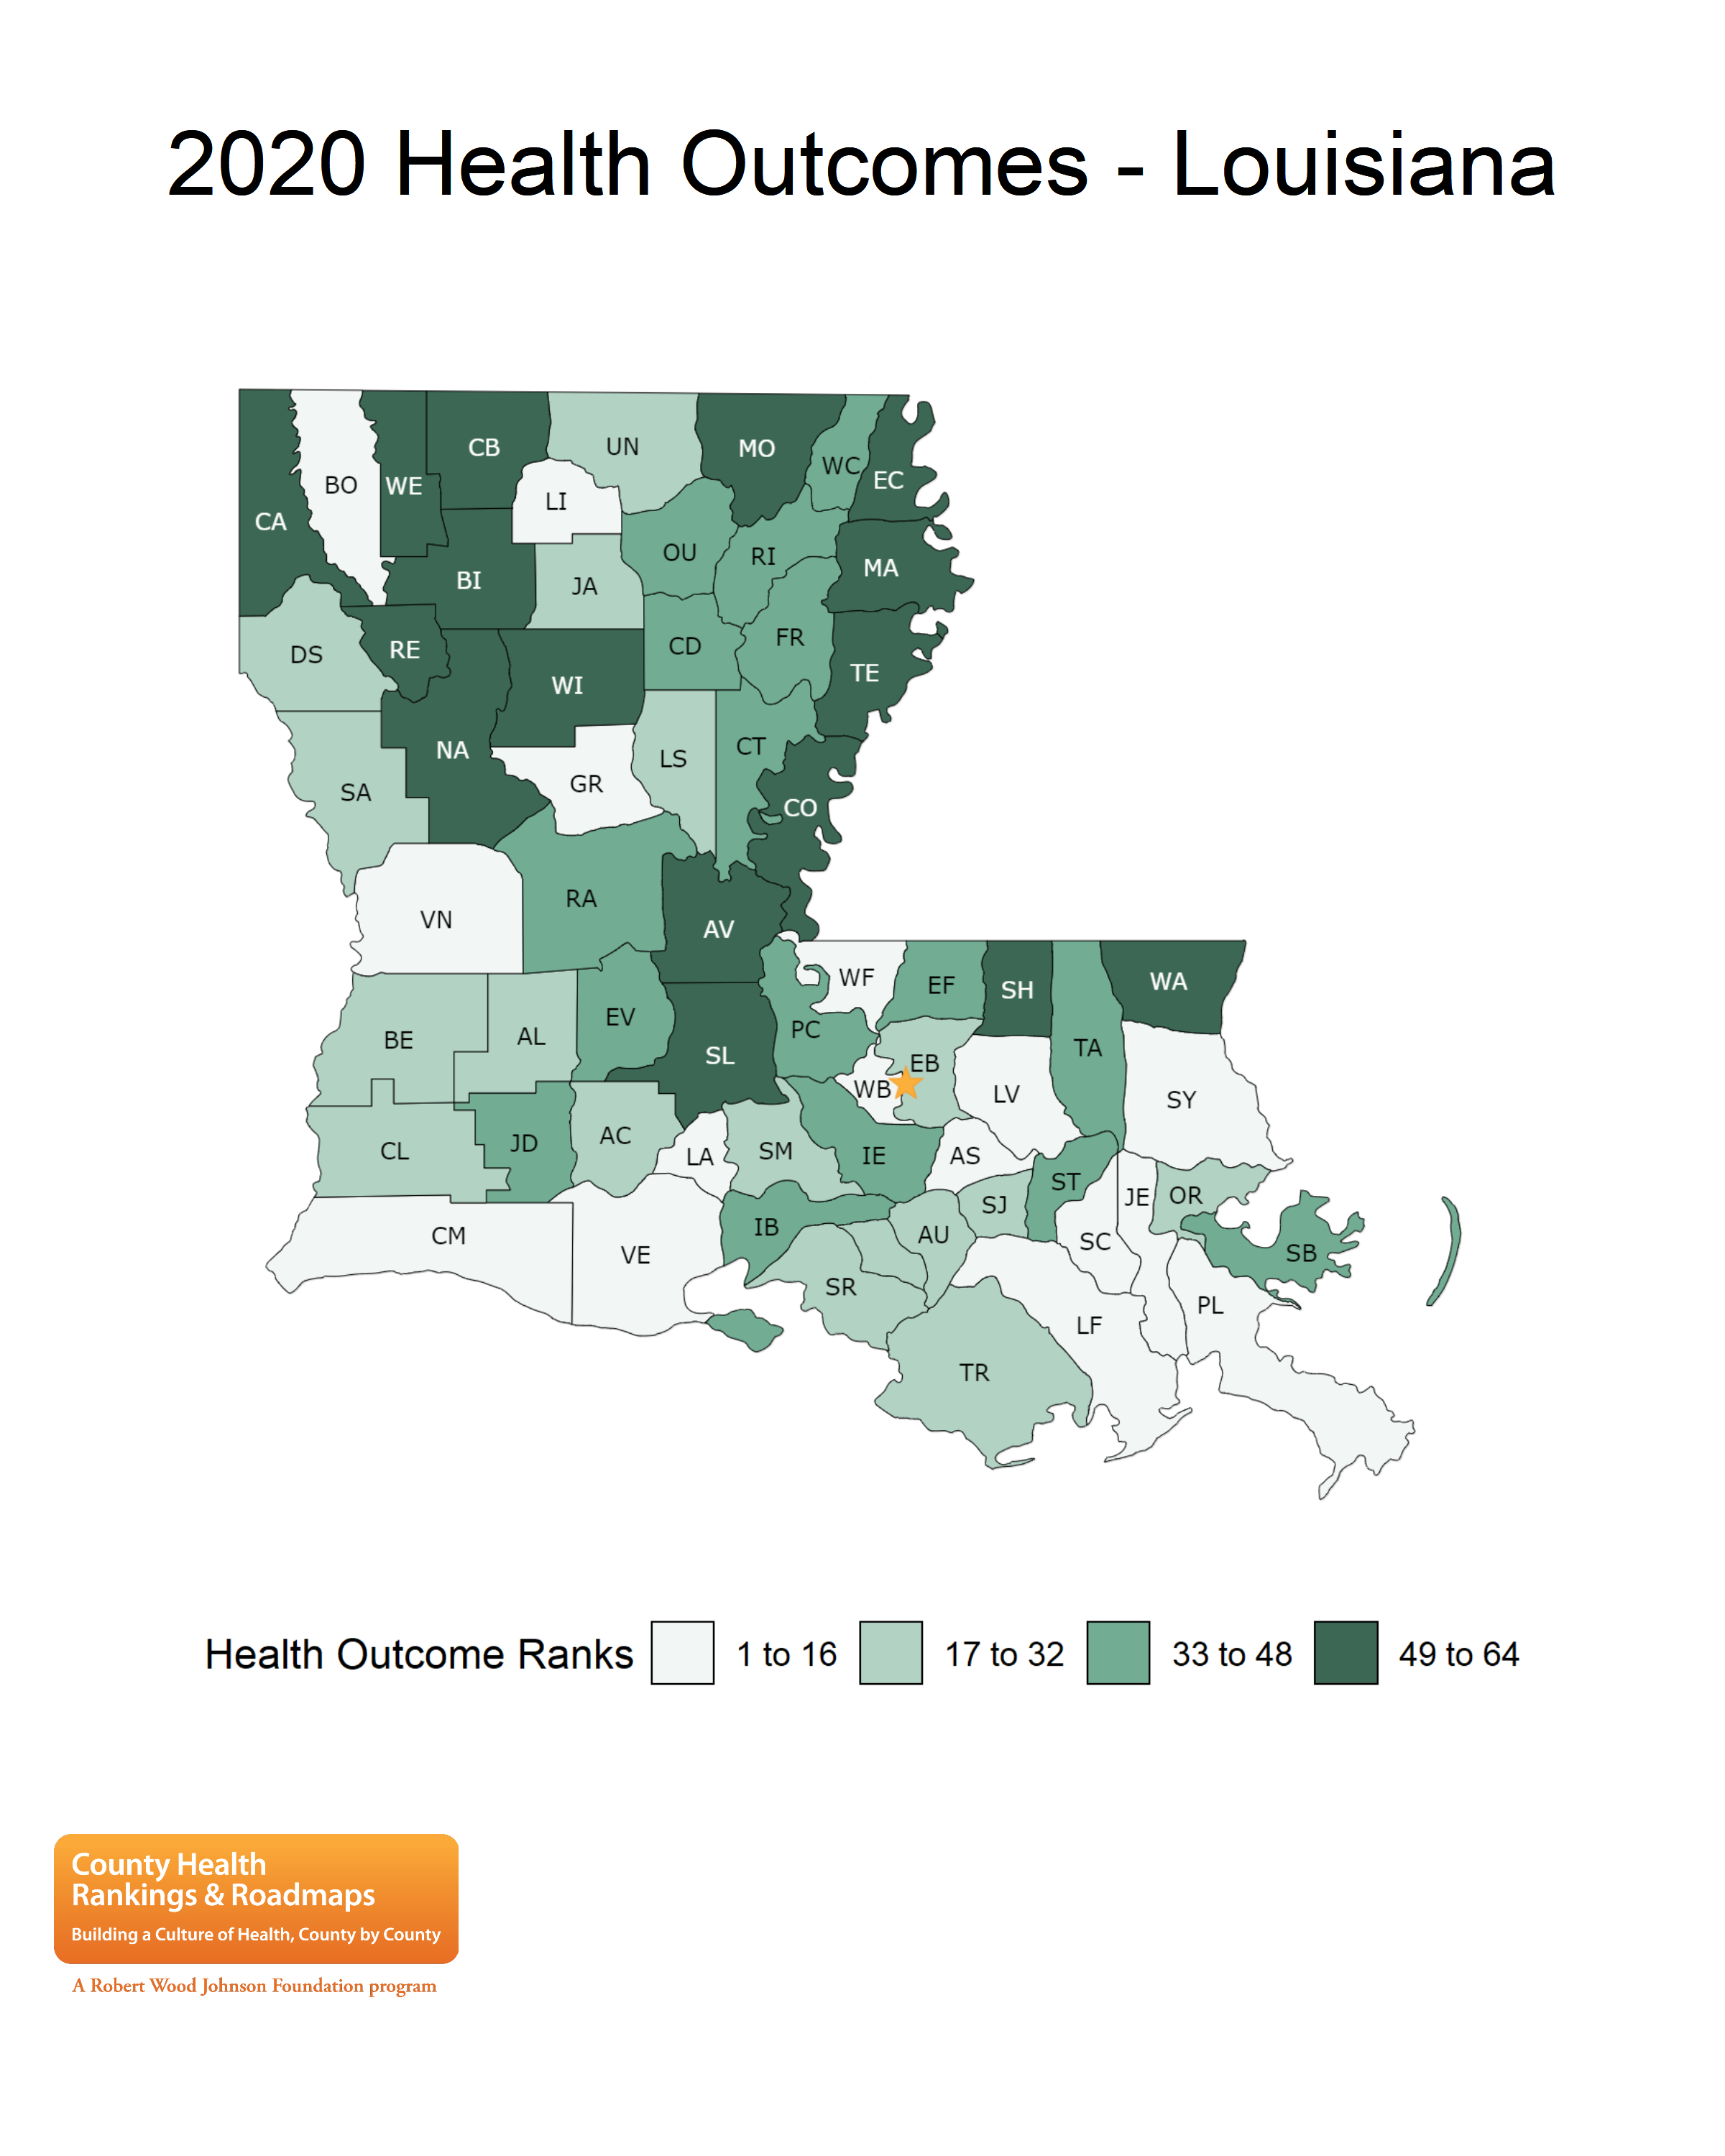 2020 Health Outcomes - Louisiana
CB
UN
MO
WC
EC
BO
WE
LI
CA
OU
RI
MA
BI
JA
FR
CD
RE
DS
TE
WI
CT
NA
LS
GR
SA
CO
RA
VN
AV
WF
WA
EF
SH
EV
PC
BE
AL
TA
SL
EB
WB
LV
SY
AC
JD
CL
SM
LA
IE
AS
ST
OR
JE
SJ
IB
AU
CM
SC
VE
SB
SR
PL
LF
TR
Health Outcome Ranks 1 to 16 17 to 32 33 to 48 49 to 64
County Health
Rankings & Roadmaps
Building a Culture of Health, County by County
A Robert Wood Johnson Foundation program